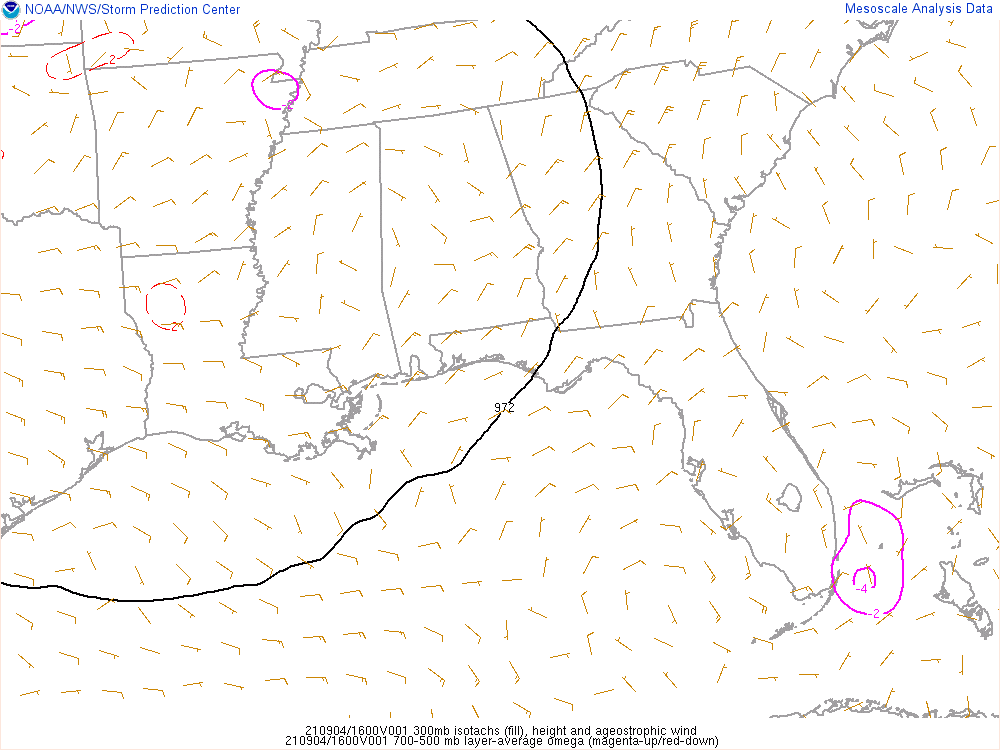 NOAA/NWS/Storm Prediction Center
Mesoscale Analysis Data
-2
2
-2
2
972
-4
-2
210904/1600V001 300mb isotachs (fill), height and ageostrophic wind
210904/1600V001 700-500 mb layer-average omega (magenta-up/red-down)